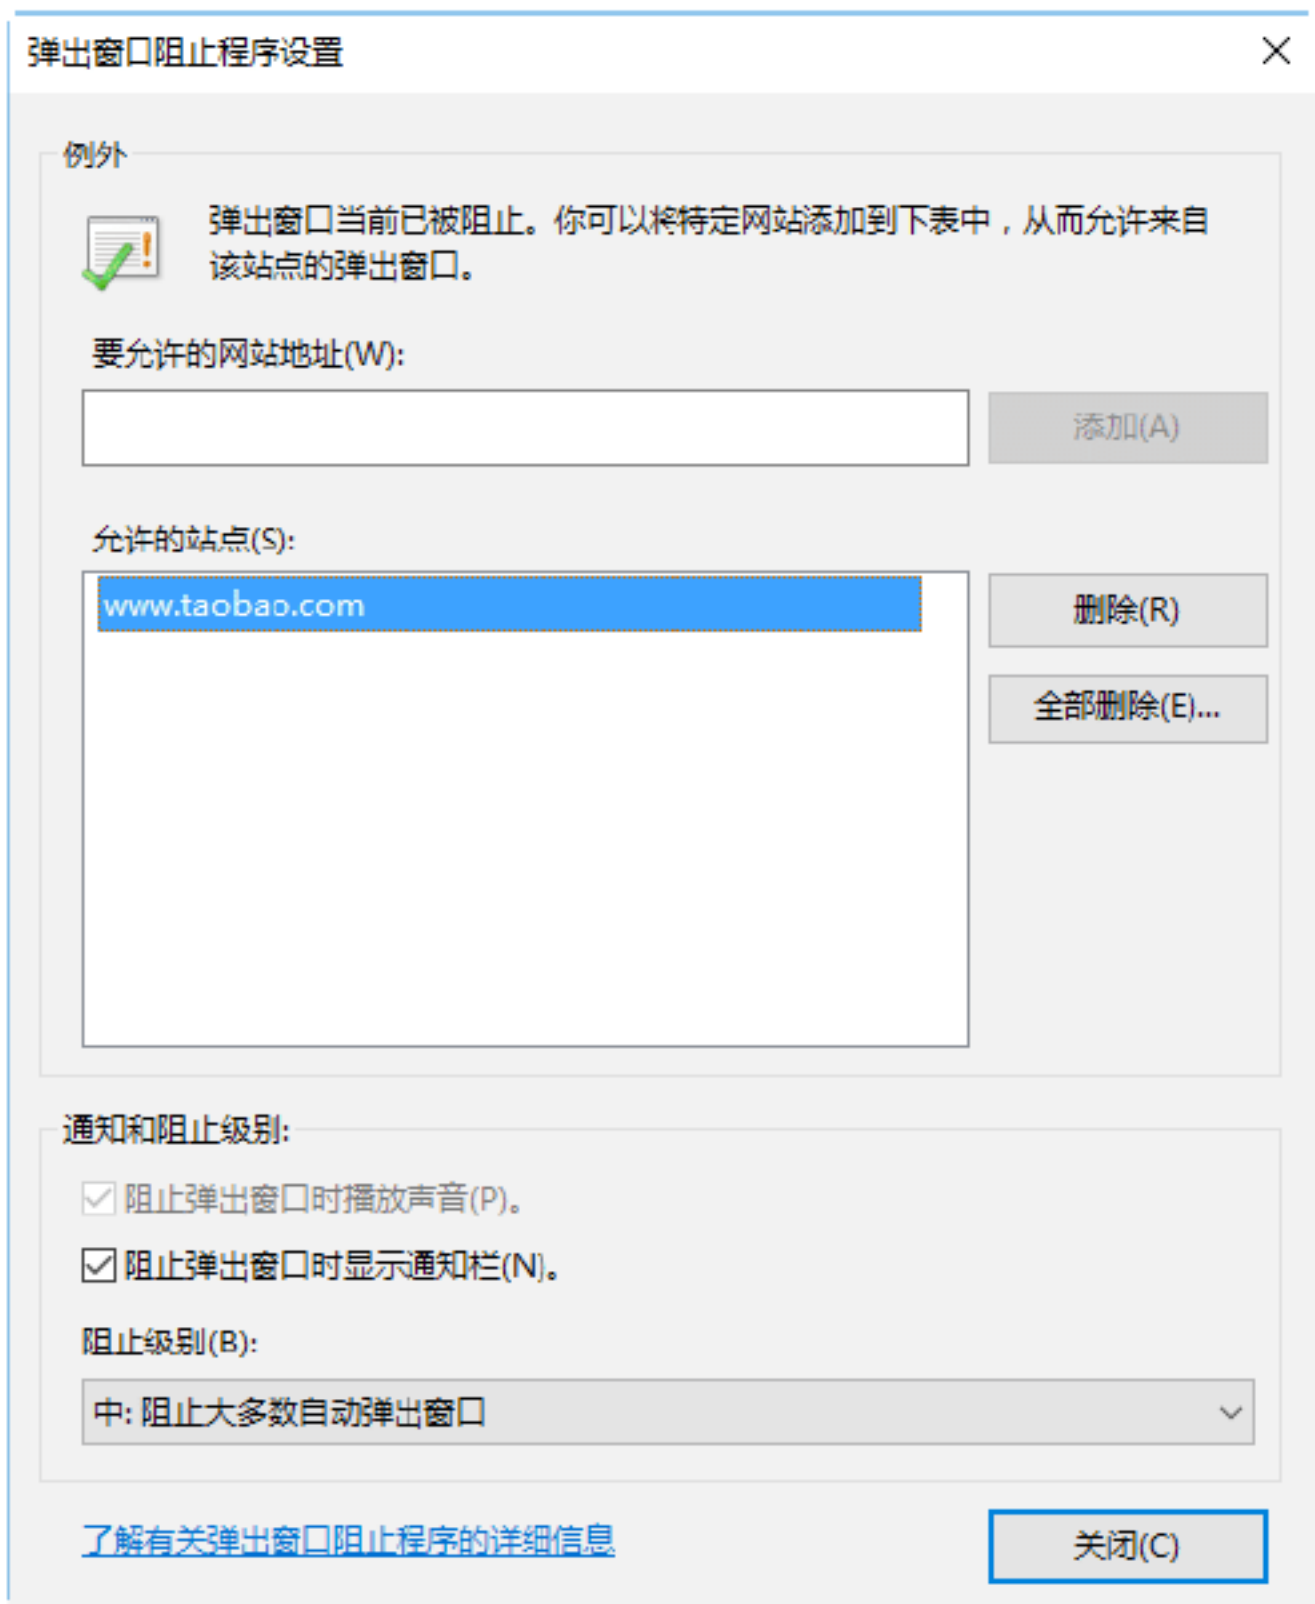 弹出窗口阻止程序设置
例外
弹出窗口当前已被阻止。你可以将特定网站添加到下表中，从而允许来自
该站点的弹出窗口。
要允许的网站地址(W):
添加(A)
允许的站点(S):
www.taobao.com
删除(R)
全部删除(E)...
通知和阻止级别:
阻止弹出窗口时播放声音(P)。
阻止弹出窗口时显示通知栏(N)。
阻止级别(B):
中: 阻止大多数自动弹出窗口
了解有关弹出窗口阻止程序的详细信息
关闭(C)